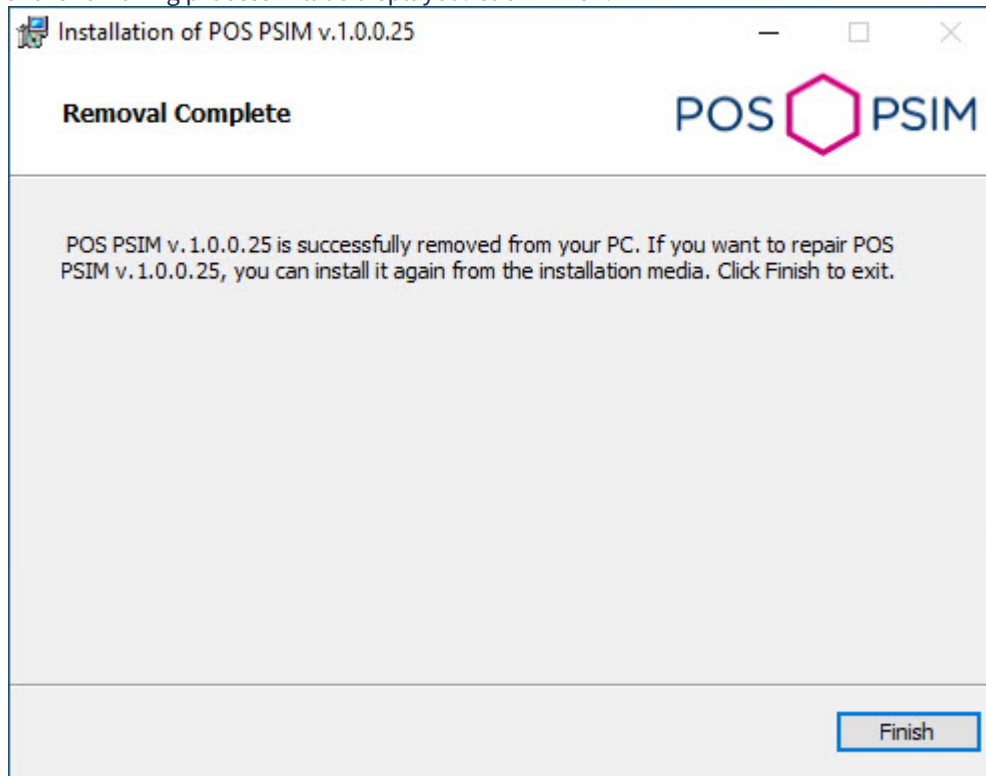 Installation of POS PSIM v.1.0.0.25
Removal Complete
POS PSIM
POS PSIM v.1.0.0.25 is successfully removed from your PC. If you want to repair POS
PSIM v.1.0.0.25, you can install it again from the installation media. Click Finish to exit.
Finish